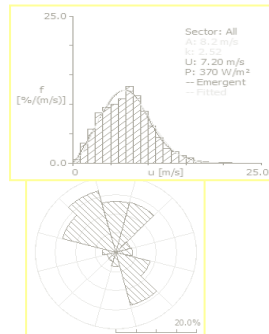 25.0
Sector: All
A: 8.2 m/s
k: 2.52
U: 7.20 m/s
P: 370 W/m²
-- Emergent
-- Fitted
f
[%/(m/s)]
0.0
0 u [m/s] 25.0
20.0%